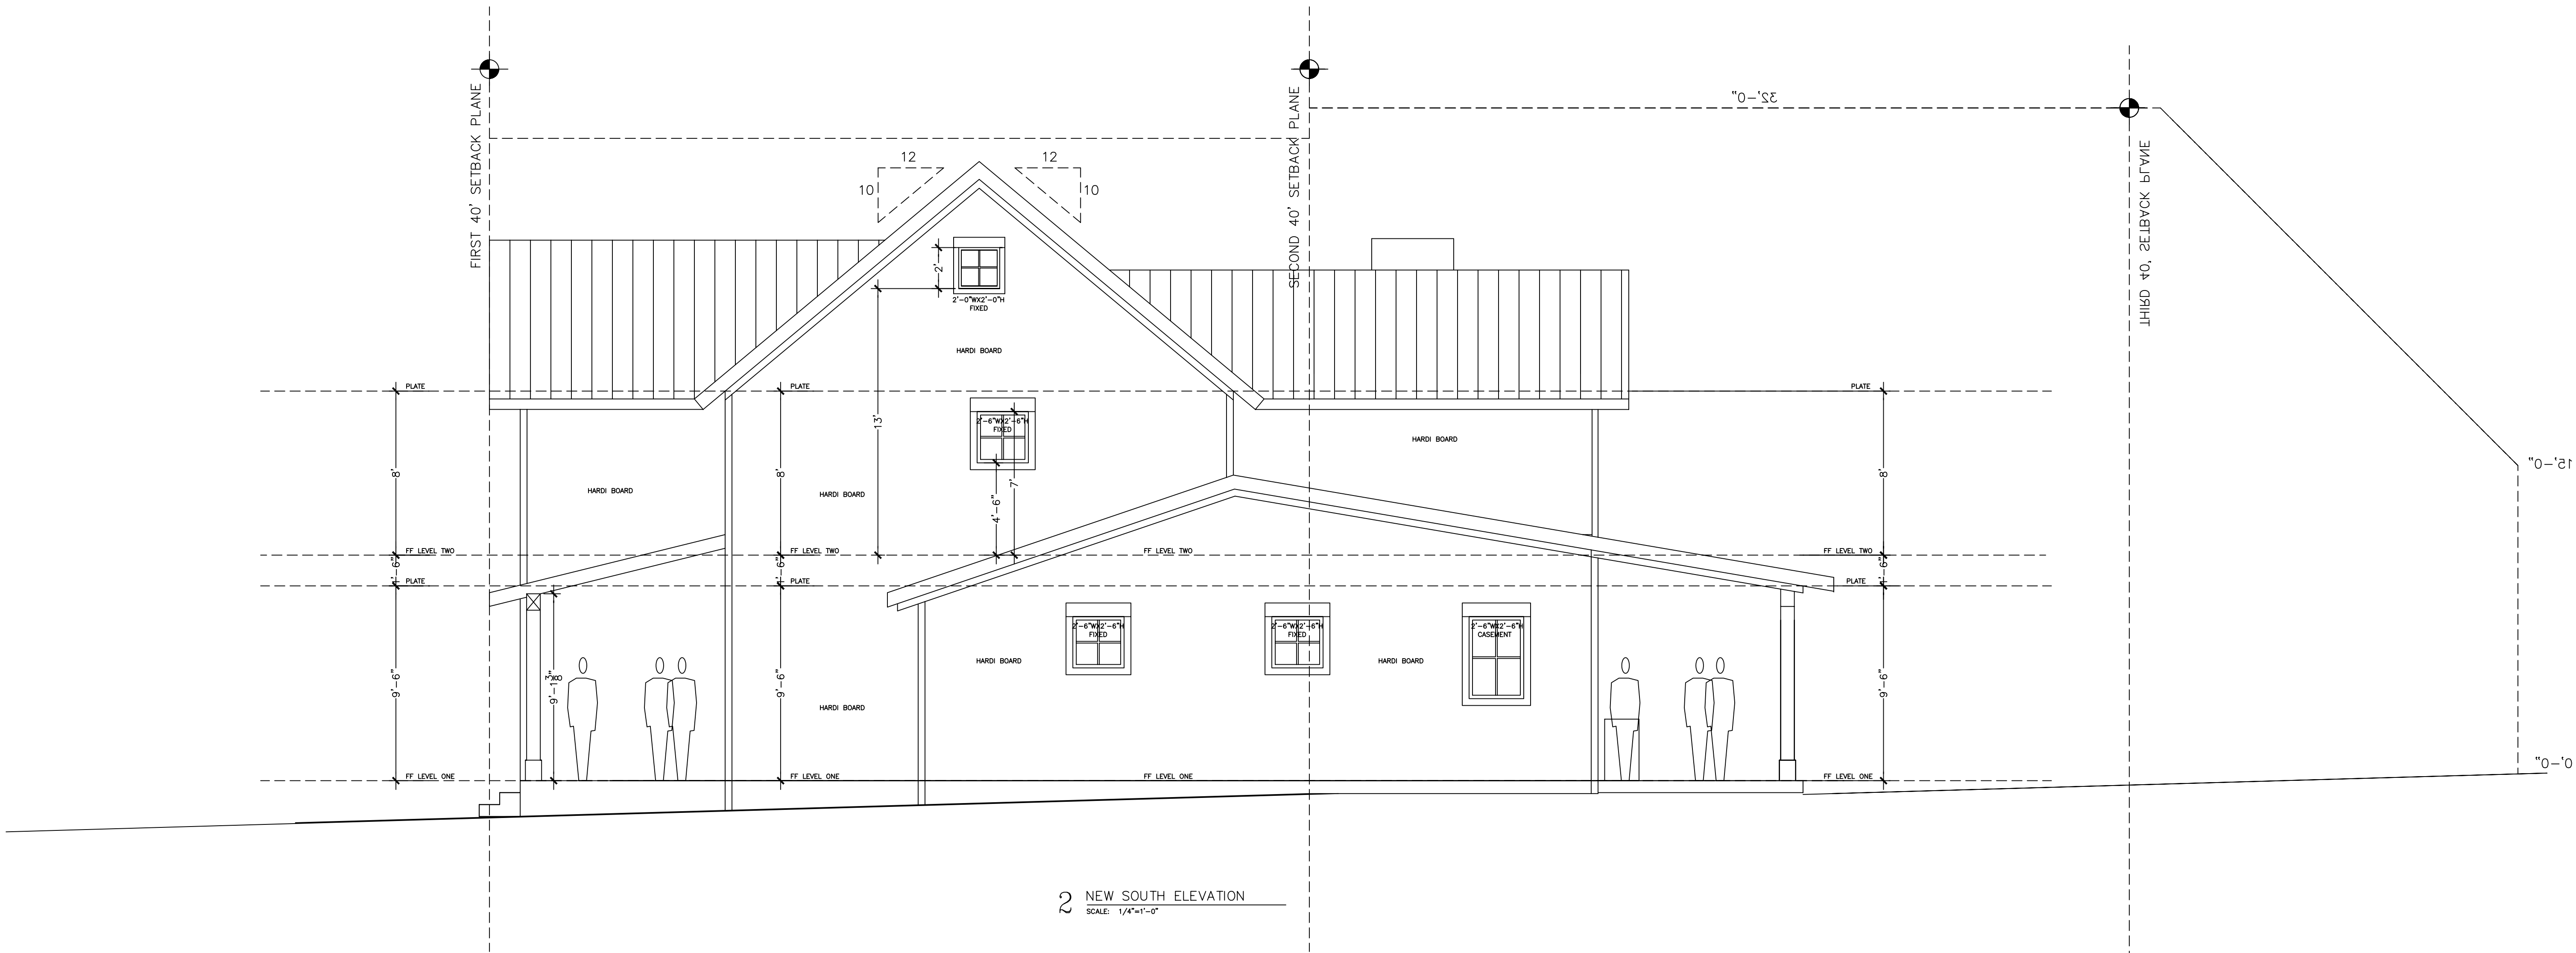 FIRST 40' SETBACK PLANE
SECOND 40' SETBACK PLANE
32'-0"
THIRD 40' SETBACK PLANE
12
12
10
10
2'
2'-0"WX2'-0"H
FIXED
HARDI BOARD
PLATE
PLATE
PLATE
13'
2'-6"WX2'-6"H
FIXED
HARDI BOARD
15'-0"
8'
8'
8'
HARDI BOARD
HARDI BOARD
7'
4'-6"
FF LEVEL TWO
FF LEVEL TWO
FF LEVEL TWO
FF LEVEL TWO
1'-6"
1'-6"
1'-6"
PLATE
PLATE
PLATE
2'-6"WX2'-6"H
FIXED
2'-6"WX2'-6"H
FIXED
2'-6"WX2'-6"H
CASEMENT
HARDI BOARD
HARDI BOARD
9'-6"
9'-6"
9'-6"
HARDI BOARD
0'-0"
FF LEVEL ONE
FF LEVEL ONE
FF LEVEL ONE
FF LEVEL ONE
2 NEW SOUTH ELEVATION
SCALE: 1/4"=1'-0"